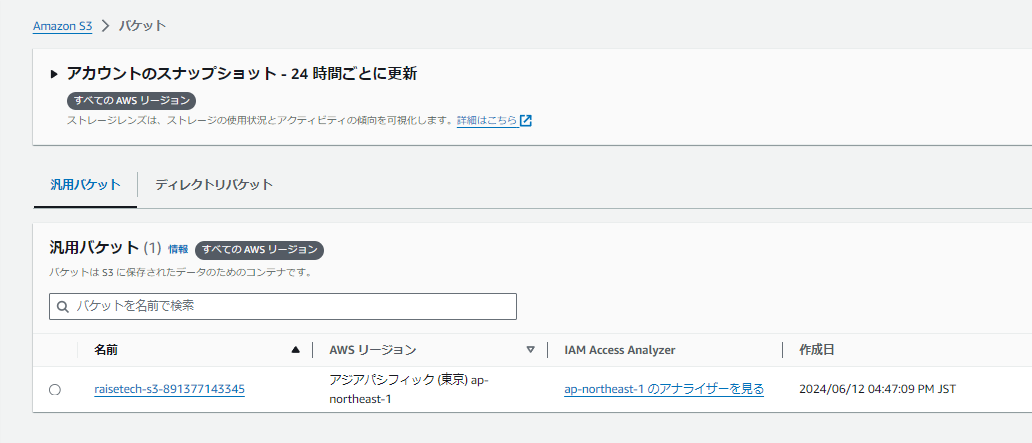 Amazon S3 > バケット
アカウントのスナップショット - 24 時間ごとに更新
すべての AWS リージョン
ストレージレンズは、ストレージの使用状況とアクティビティの傾向を可視化します。詳細はこちら
汎用バケット ディレクトリバケット
汎用バケット (1) 情報 すべての AWS リージョン
バケットは S3 に保存されたデータのためのコンテナです。
バケットを名前で検索
名前 AWS リージョン IAM Access Analyzer 作成日
raisetech-s3-891377143345 アジアパシフィック (東京) ap-northeast-1 ap-northeast-1 のアナライザーを見る 2024/06/12 04:47:09 PM JST